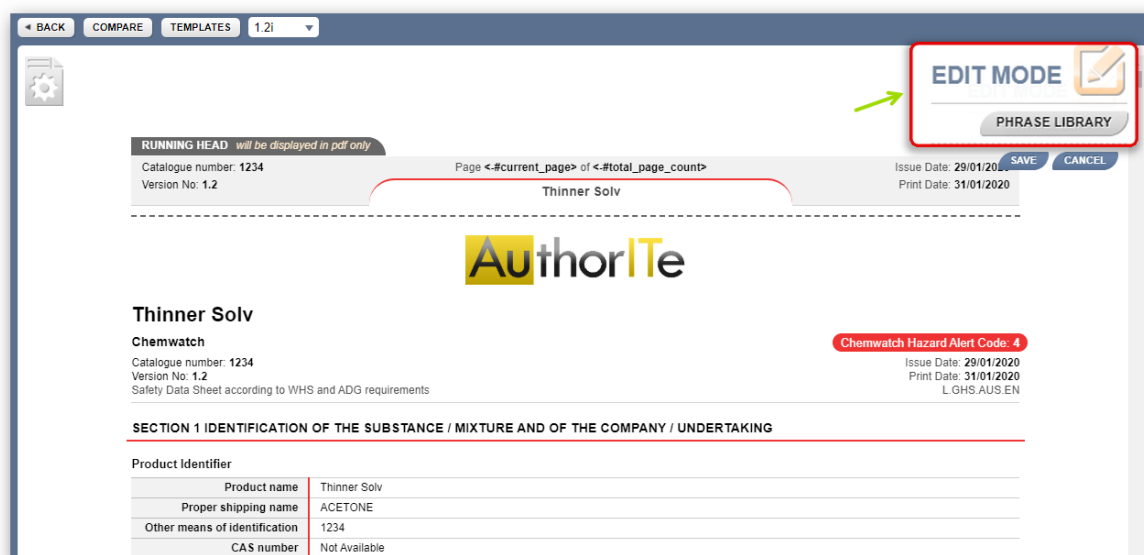 ◄ BACK COMPARE TEMPLATES 1.2i ▼
EDIT MODE
PHRASE LIBRARY
SAVE CANCEL
RUNNING HEAD will be displayed in pdf only
Catalogue number: 1234 Page <-#current_page> of <-#total_page_count> Issue Date: 29/01/2020
Version No: 1.2 Thinner Solv Print Date: 31/01/2020
AuthorITe
Thinner Solv
Chemwatch Chemwatch Hazard Alert Code: 4
Catalogue number: 1234 Issue Date: 29/01/2020
Version No: 1.2 Print Date: 31/01/2020
Safety Data Sheet according to WHS and ADG requirements L.GHS.AUS.EN
SECTION 1 IDENTIFICATION OF THE SUBSTANCE / MIXTURE AND OF THE COMPANY / UNDERTAKING
Product Identifier
Product name Thinner Solv
Proper shipping name ACETONE
Other means of identification 1234
CAS number Not Available